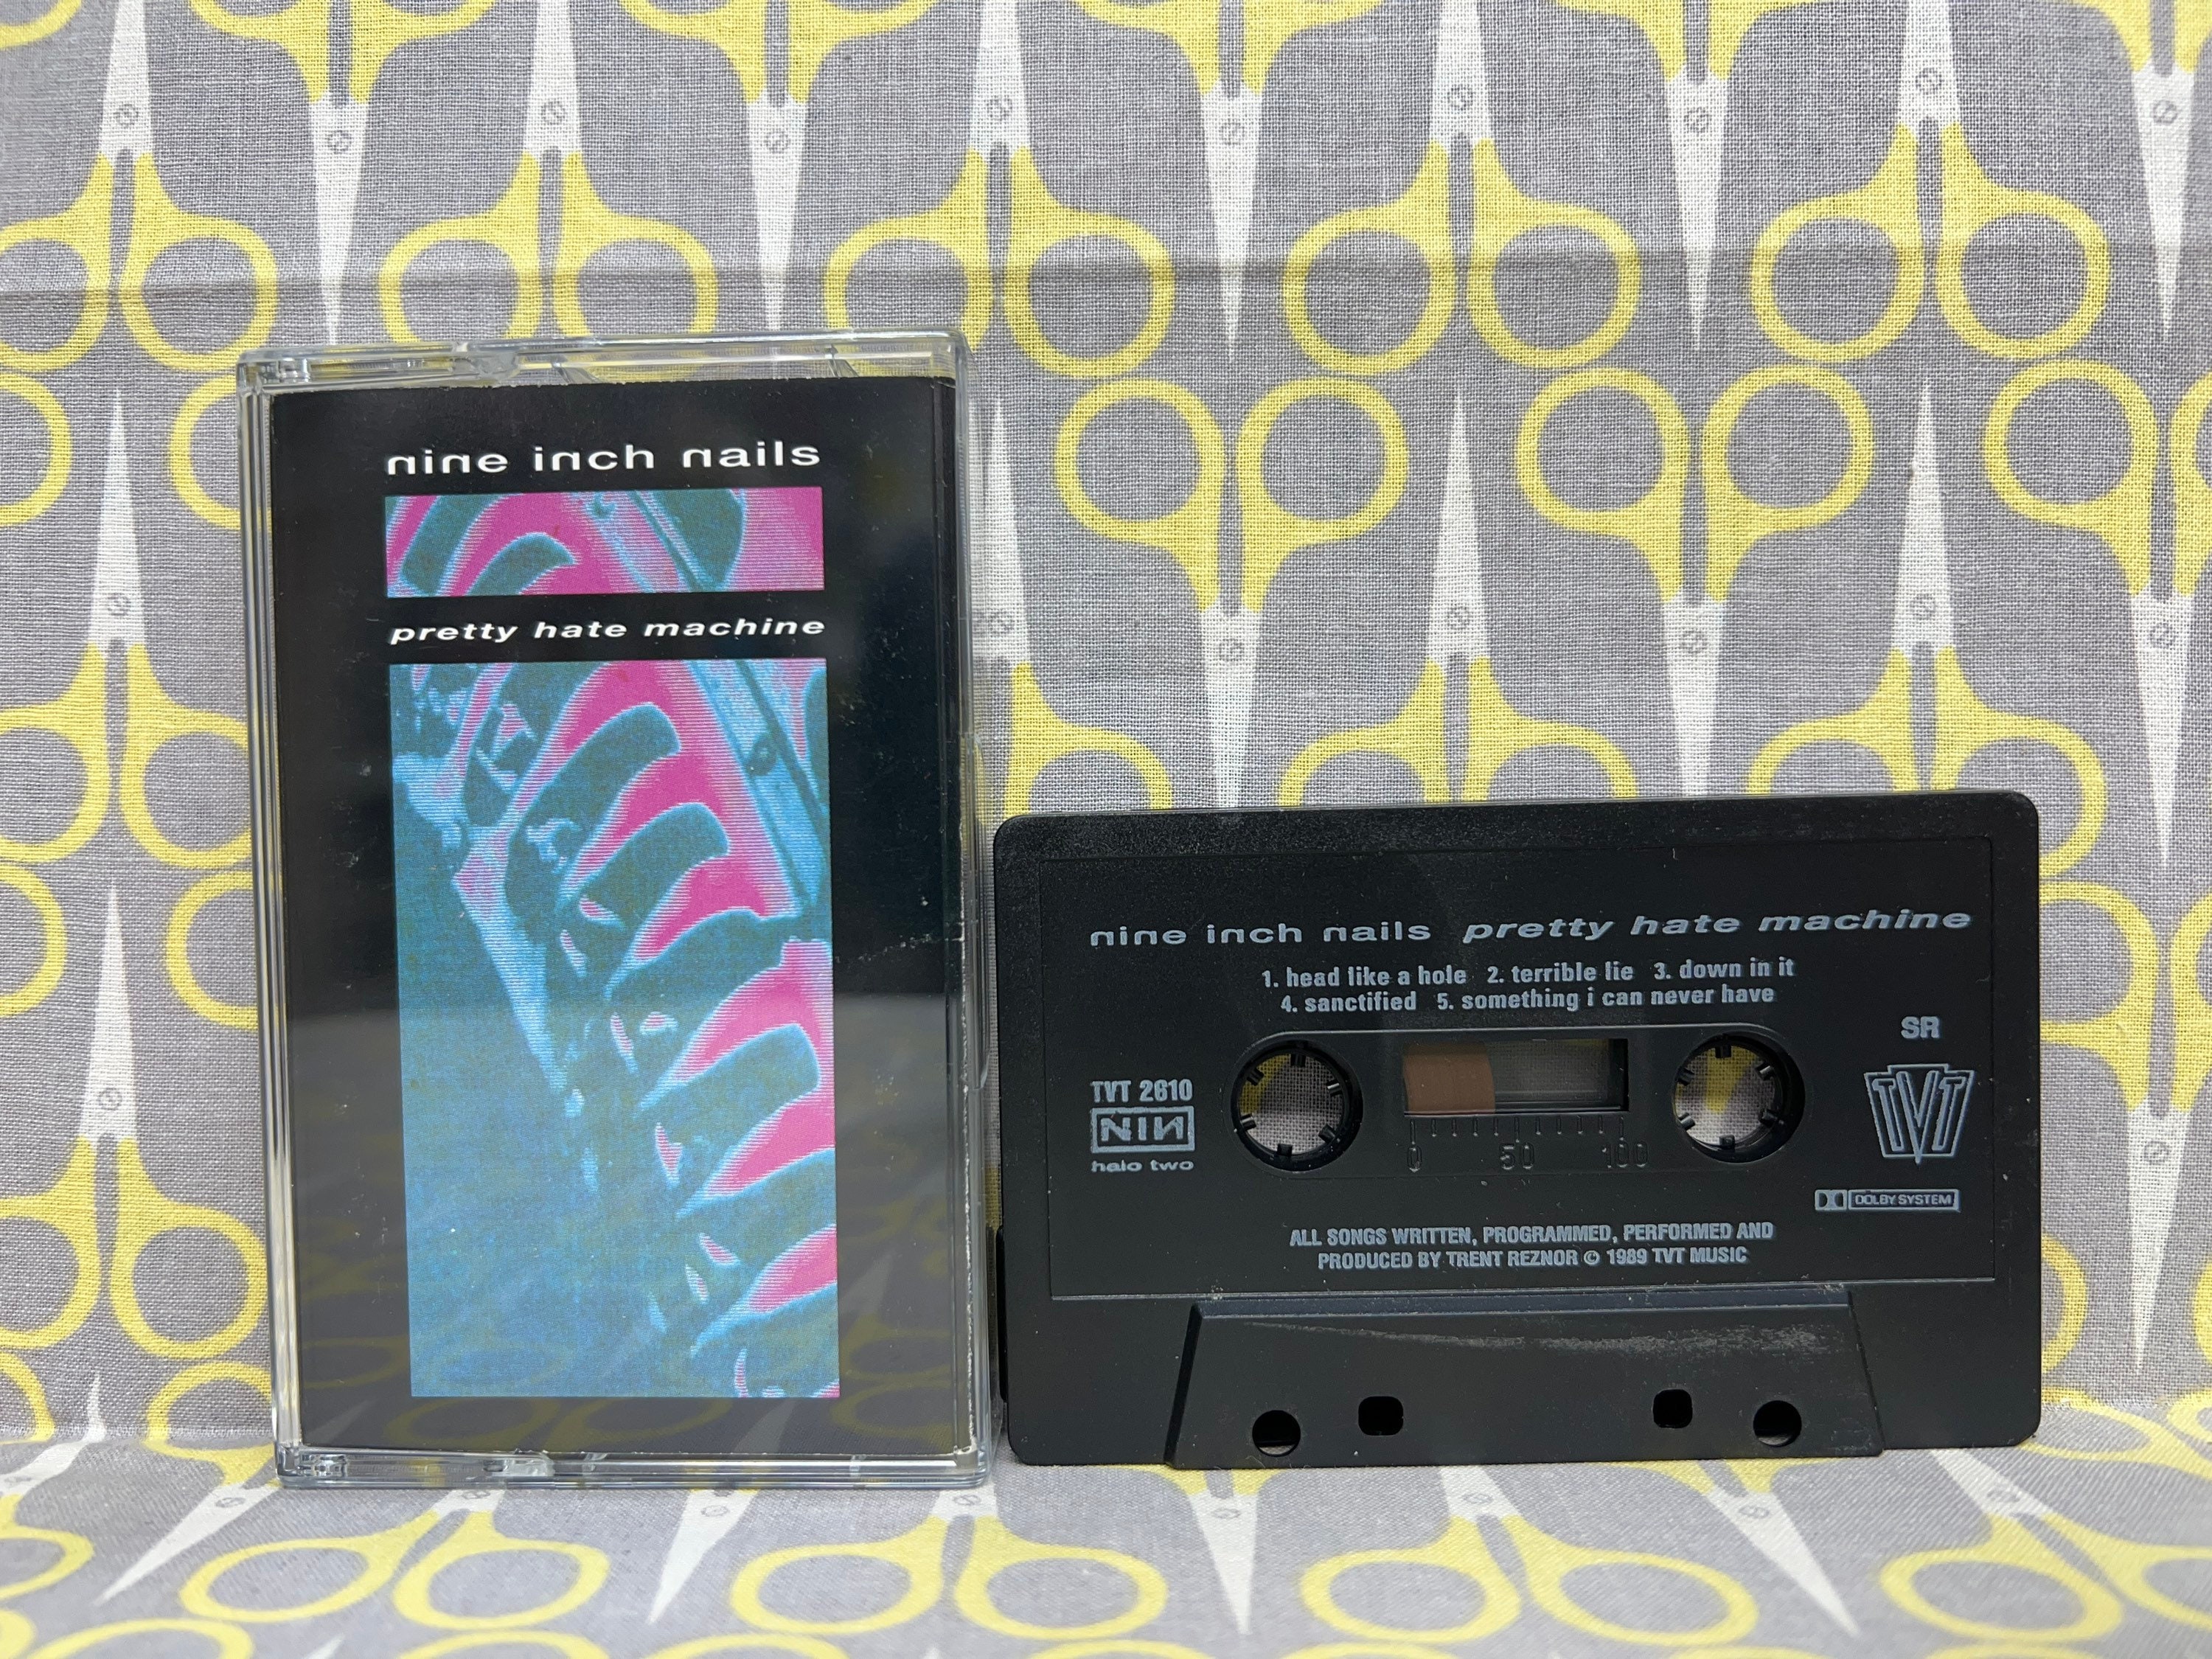 nine inch nails
pretty hate machine
nine inch nails pretty hate machine
1. head like a hole 2. terrible lie 3. down in it
4. sanctified 5. something i can never have
SR
TVT 2610
NIN
halo two
TVT
0 50 100
DOLBY SYSTEM
ALL SONGS WRITTEN, PROGRAMMED, PERFORMED AND
PRODUCED BY TRENT REZNOR © 1989 TVT MUSIC